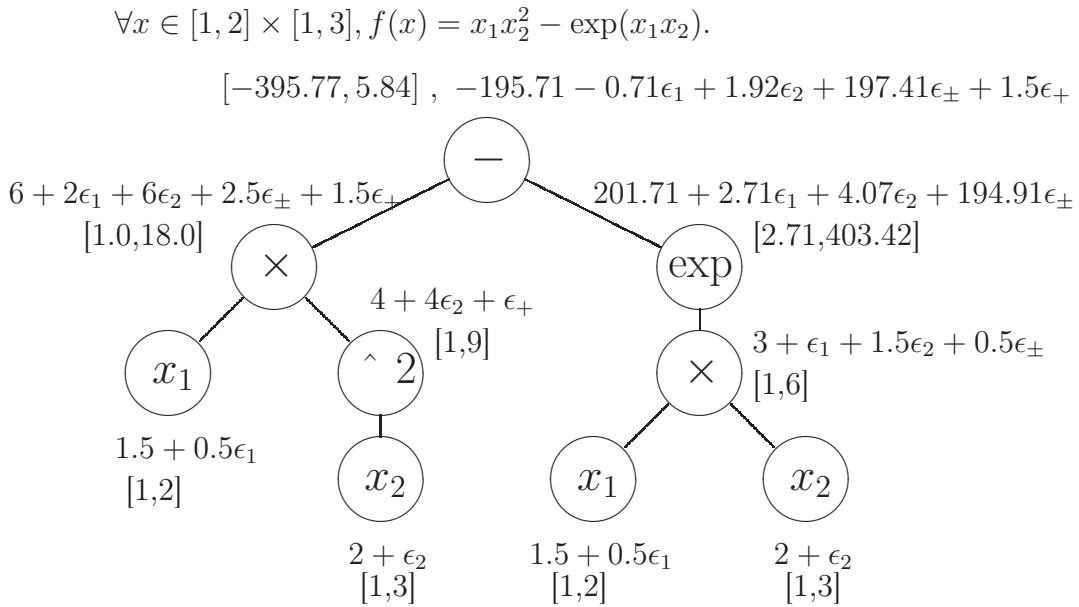 ∀x ∈ [1, 2] × [1, 3], f(x) = x₁x₂² − exp(x₁x₂).
[−395.77, 5.84] , −195.71 − 0.71ϵ₁ + 1.92ϵ₂ + 197.41ϵ± + 1.5ϵ₊
−
6 + 2ϵ₁ + 6ϵ₂ + 2.5ϵ± + 1.5ϵ₊
201.71 + 2.71ϵ₁ + 4.07ϵ₂ + 194.91ϵ±
[1.0,18.0]
[2.71,403.42]
×
exp
4 + 4ϵ₂ + ϵ₊
[1,9]
3 + ϵ₁ + 1.5ϵ₂ + 0.5ϵ±
[1,6]
x₁
^ 2
×
1.5 + 0.5ϵ₁
[1,2]
x₂
x₁
x₂
2 + ϵ₂
[1,3]
1.5 + 0.5ϵ₁
[1,2]
2 + ϵ₂
[1,3]